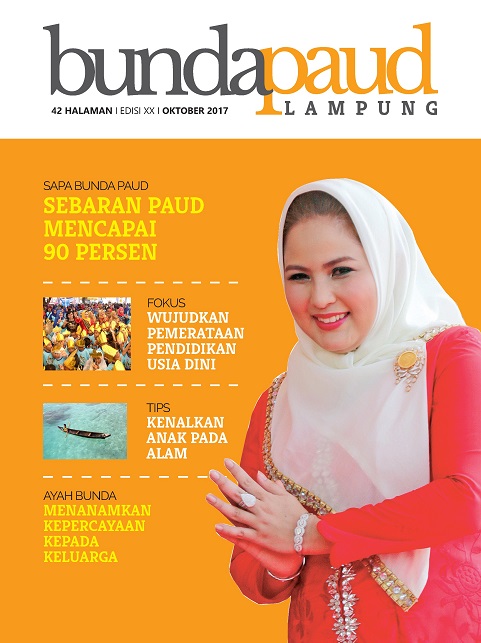 bundapaud
LAMPUNG
42 HALAMAN I EDISI XX I OKTOBER 2017
SAPA BUNDA PAUD
SEBARAN PAUD
MENCAPAI
90 PERSEN
FOKUS
WUJUDKAN
PEMERATAAN
PENDIDIKAN
USIA DINI
TIPS
KENALKAN
ANAK PADA
ALAM
AYAH BUNDA
MENANAMKAN
KEPERCAYAAN
KEPADA
KELUARGA